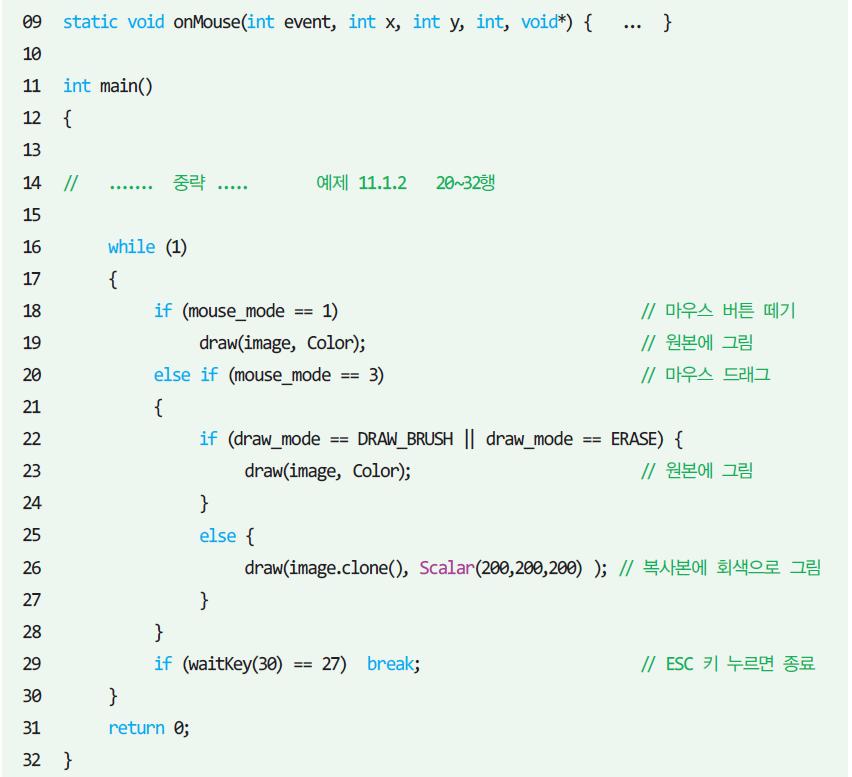 09 static void onMouse(int event, int x, int y, int, void*) { ... }
10
11 int main()
12 {
13
14 // ....... 중략 ..... 예제 11.1.2 20~32행
15
16 while (1)
17 {
18 if (mouse_mode == 1) // 마우스 버튼 떼기
19 draw(image, Color); // 원본에 그림
20 else if (mouse_mode == 3) // 마우스 드래그
21 {
22 if (draw_mode == DRAW_BRUSH || draw_mode == ERASE) {
23 draw(image, Color); // 원본에 그림
24 }
25 else {
26 draw(image.clone(), Scalar(200,200,200) ); // 복사본에 회색으로 그림
27 }
28 }
29 if (waitKey(30) == 27) break; // ESC 키 누르면 종료
30 }
31 return 0;
32 }